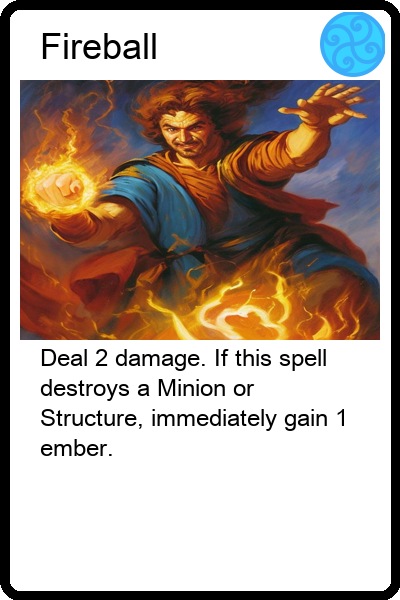 Fireball
Deal 2 damage. If this spell
destroys a Minion or
Structure, immediately gain 1
ember.